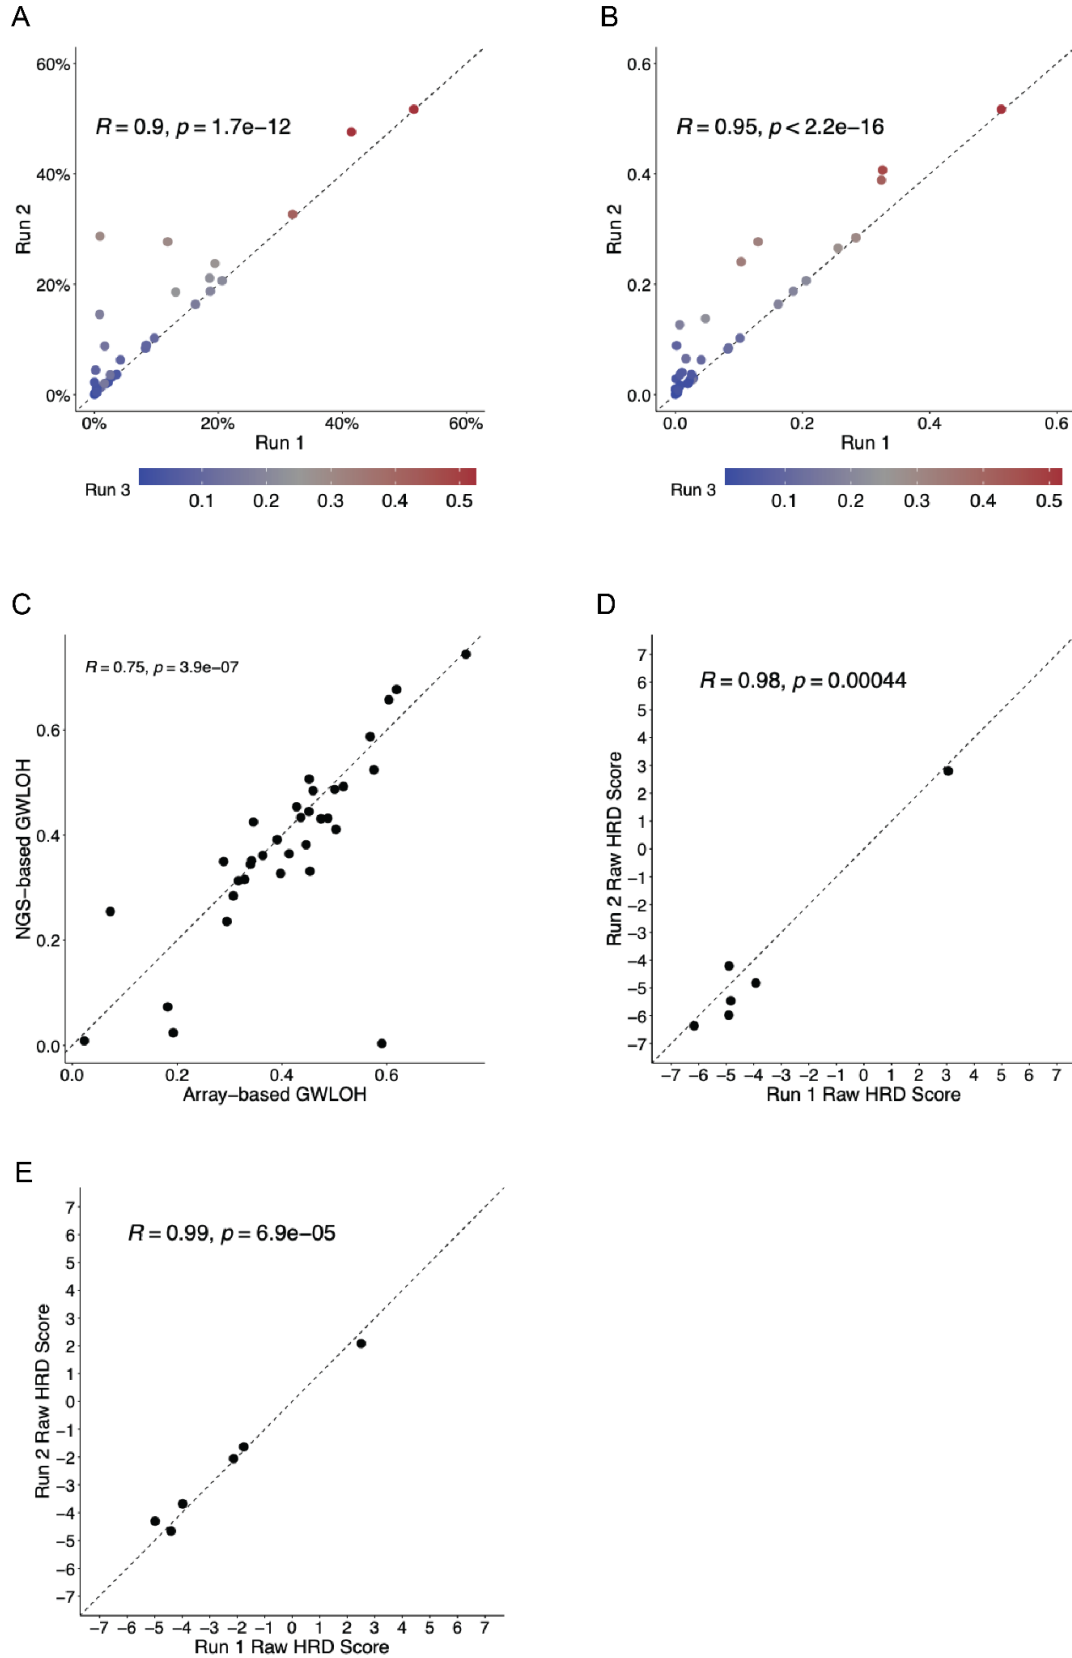 A
60%
R = 0.9, p = 1.7e−12
40%
Run 2
20%
0%
0% 20% 40% 60%
Run 1
Run 3
0.1 0.2 0.3 0.4 0.5
B
0.6
R = 0.95, p < 2.2e−16
0.4
Run 2
0.2
0.0
0.0 0.2 0.4 0.6
Run 1
Run 3
0.1 0.2 0.3 0.4 0.5
C
R = 0.75, p = 3.9e−07
0.6
NGS−based GWLOH
0.4
0.2
0.0
0.0 0.2 0.4 0.6
Array−based GWLOH
D
7
R = 0.98, p = 0.00044
6
5
4
3
2
1
0
−1
−2
−3
−4
−5
−6
−7
Run 2 Raw HRD Score
−7 −6 −5 −4 −3 −2 −1 0 1 2 3 4 5 6 7
Run 1 Raw HRD Score
E
7
R = 0.99, p = 6.9e−05
6
5
4
3
2
1
0
−1
−2
−3
−4
−5
−6
−7
Run 2 Raw HRD Score
−7 −6 −5 −4 −3 −2 −1 0 1 2 3 4 5 6 7
Run 1 Raw HRD Score